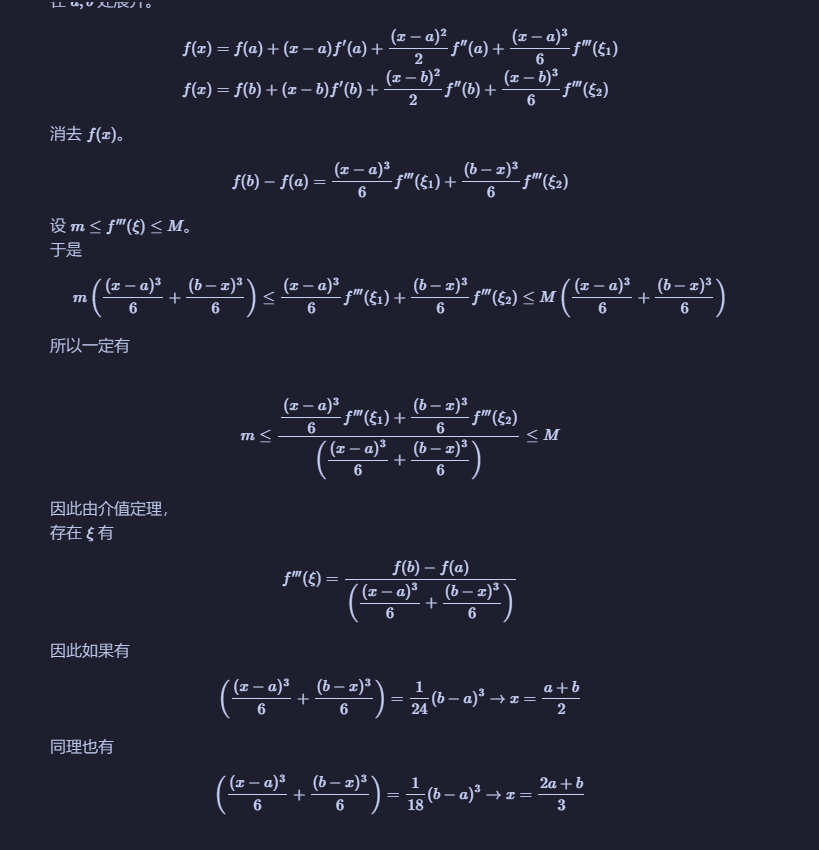 在 a, b 处展开。
f(x) = f(a) + (x − a)f′(a) + (x − a)²/2 f″(a) + (x − a)³/6 f‴(ξ₁)
f(x) = f(b) + (x − b)f′(b) + (x − b)²/2 f″(b) + (x − b)³/6 f‴(ξ₂)
消去 f(x)。
f(b) − f(a) = (x − a)³/6 f‴(ξ₁) + (b − x)³/6 f‴(ξ₂)
设 m ≤ f‴(ξ) ≤ M。
于是
m((x − a)³/6 + (b − x)³/6) ≤ (x − a)³/6 f‴(ξ₁) + (b − x)³/6 f‴(ξ₂) ≤ M((x − a)³/6 + (b − x)³/6)
所以一定有
m ≤ ((x − a)³/6 f‴(ξ₁) + (b − x)³/6 f‴(ξ₂))/((x − a)³/6 + (b − x)³/6) ≤ M
因此由介值定理，
存在 ξ 有
f‴(ξ) = (f(b) − f(a))/((x − a)³/6 + (b − x)³/6)
因此如果有
((x − a)³/6 + (b − x)³/6) = 1/24 (b − a)³ → x = (a + b)/2
同理也有
((x − a)³/6 + (b − x)³/6) = 1/18 (b − a)³ → x = (2a + b)/3